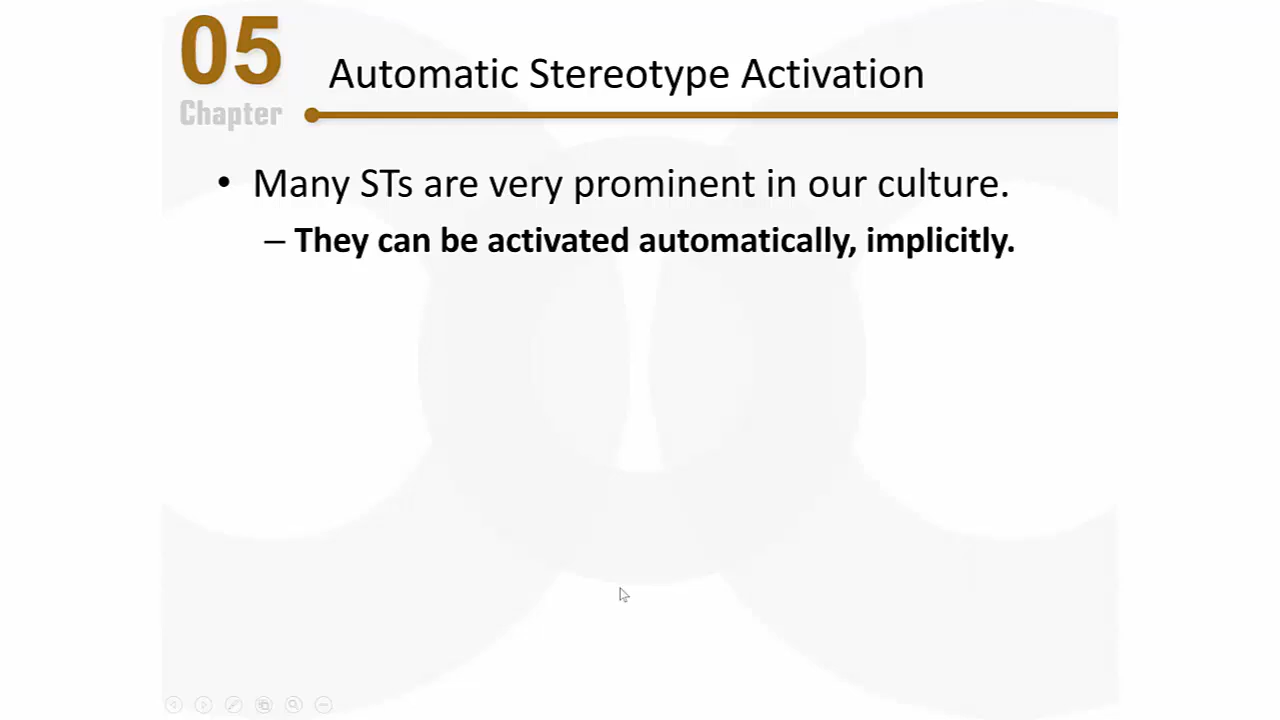 05
Chapter
Automatic Stereotype Activation
• Many STs are very prominent in our culture.
– They can be activated automatically, implicitly.